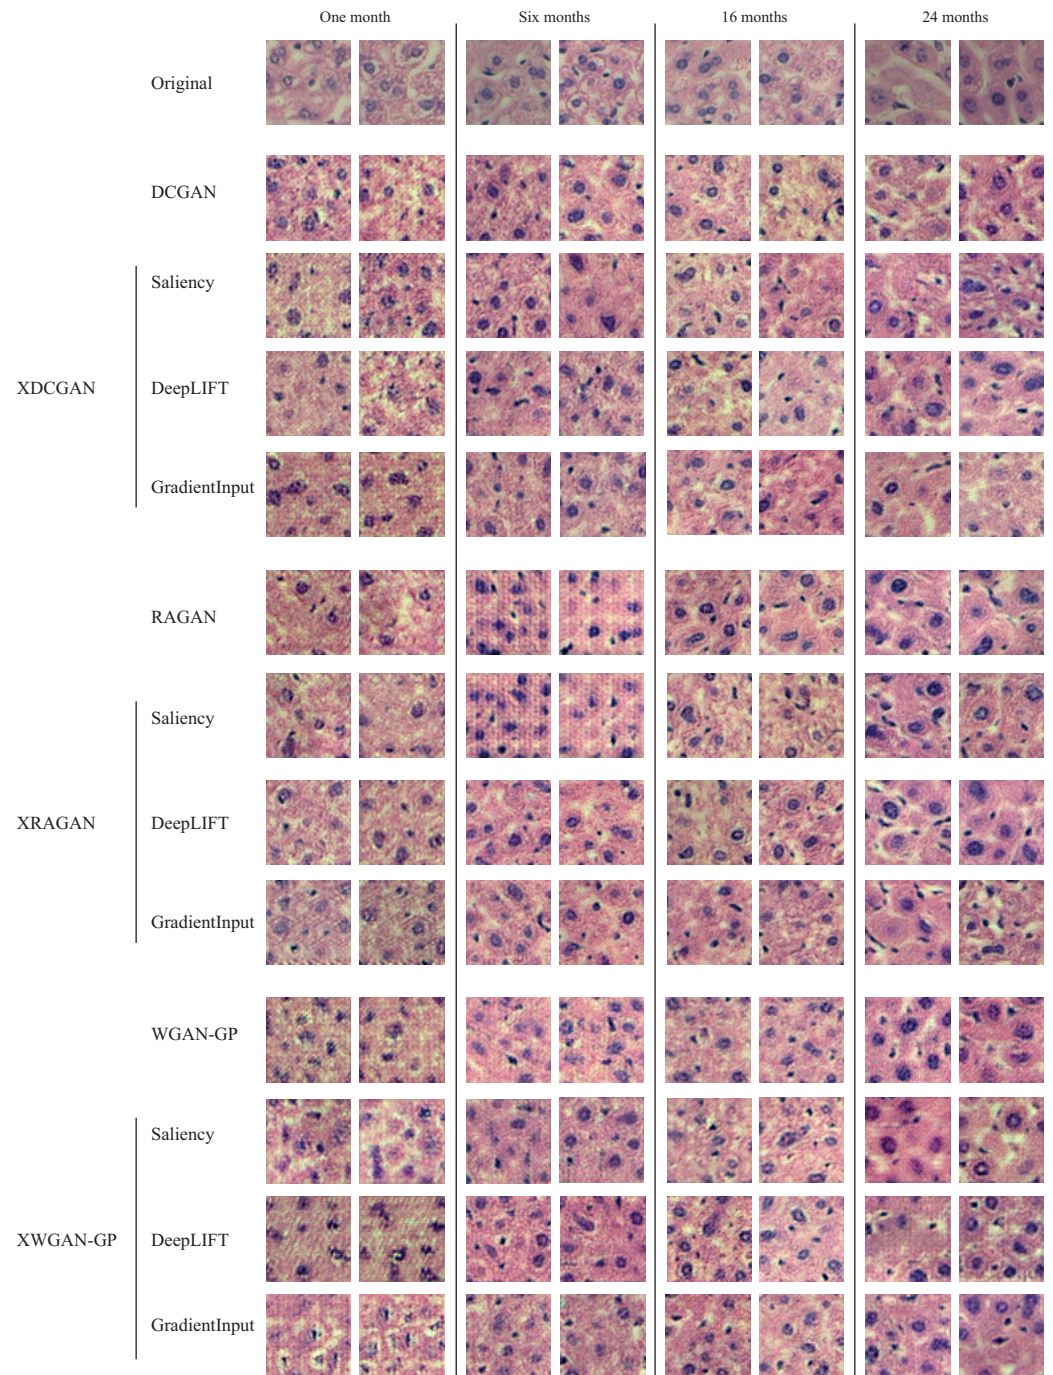 One month Six months 16 months 24 months
Original
DCGAN
Saliency
XDCGAN DeepLIFT
GradientInput
RAGAN
Saliency
XRAGAN DeepLIFT
GradientInput
WGAN-GP
Saliency
XWGAN-GP DeepLIFT
GradientInput